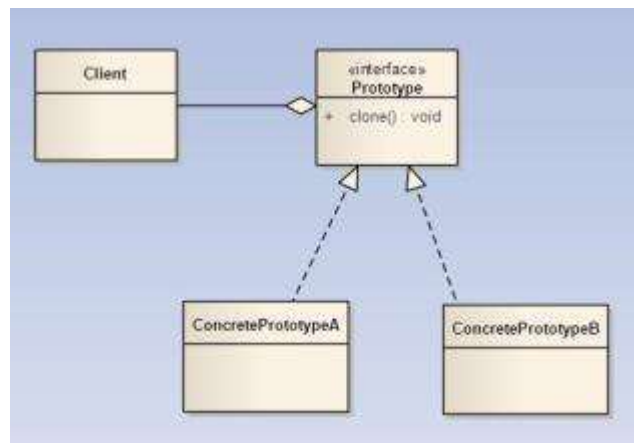 Client
«interface»
Prototype
+ clone() : void
ConcretePrototypeA
ConcretePrototypeB